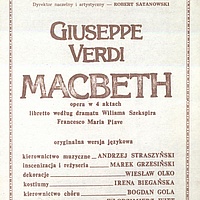 Dyrektor naczelny i artystyczny — ROBERT SATANOWSKI
GIUSEPPE
VERDI
MACBETH
opera w 4 aktach
libretto według dramatu Wiliama Szekspira
Francesco Maria Piave
oryginalna wersja językowa
kierownictwo muzyczne ANDRZEJ STRASZYŃSKI
inscenizacja i reżyseria MAREK GRZESIŃSKI
dekoracje WIESŁAW OLKO
kostiumy IRENA BIEGAŃSKA
kierownictwo chóru BOGDAN GOLA